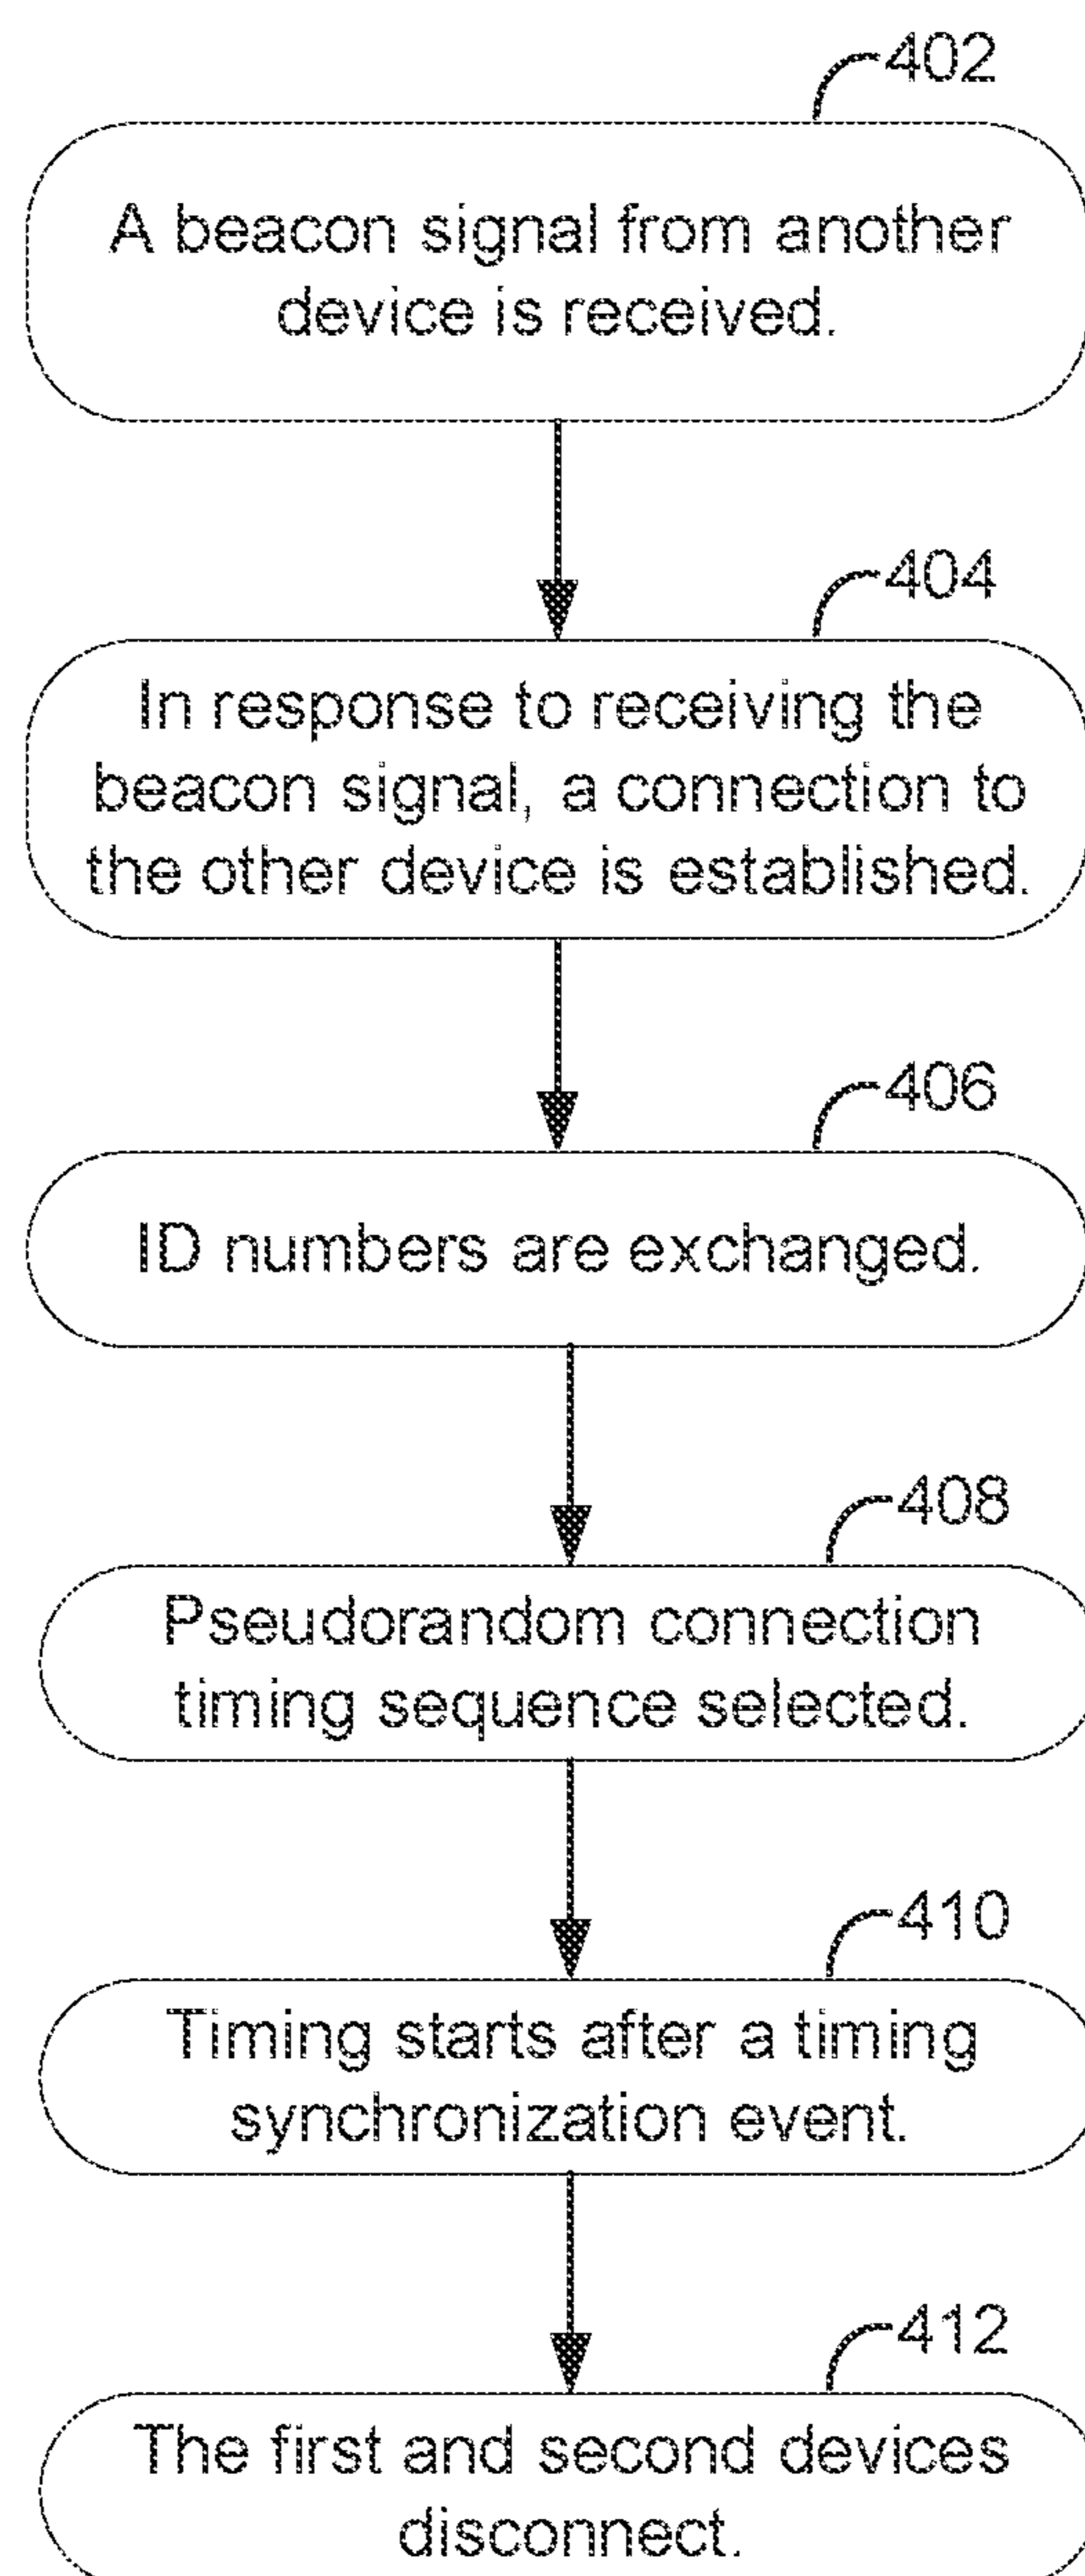 402
A beacon signal from another
device is received.
404
In response to receiving the
beacon signal, a connection to
the other device is established.
406
ID numbers are exchanged.
408
Pseudorandom connection
timing sequence selected.
410
Timing starts after a timing
synchronization event.
412
The first and second devices
disconnect.